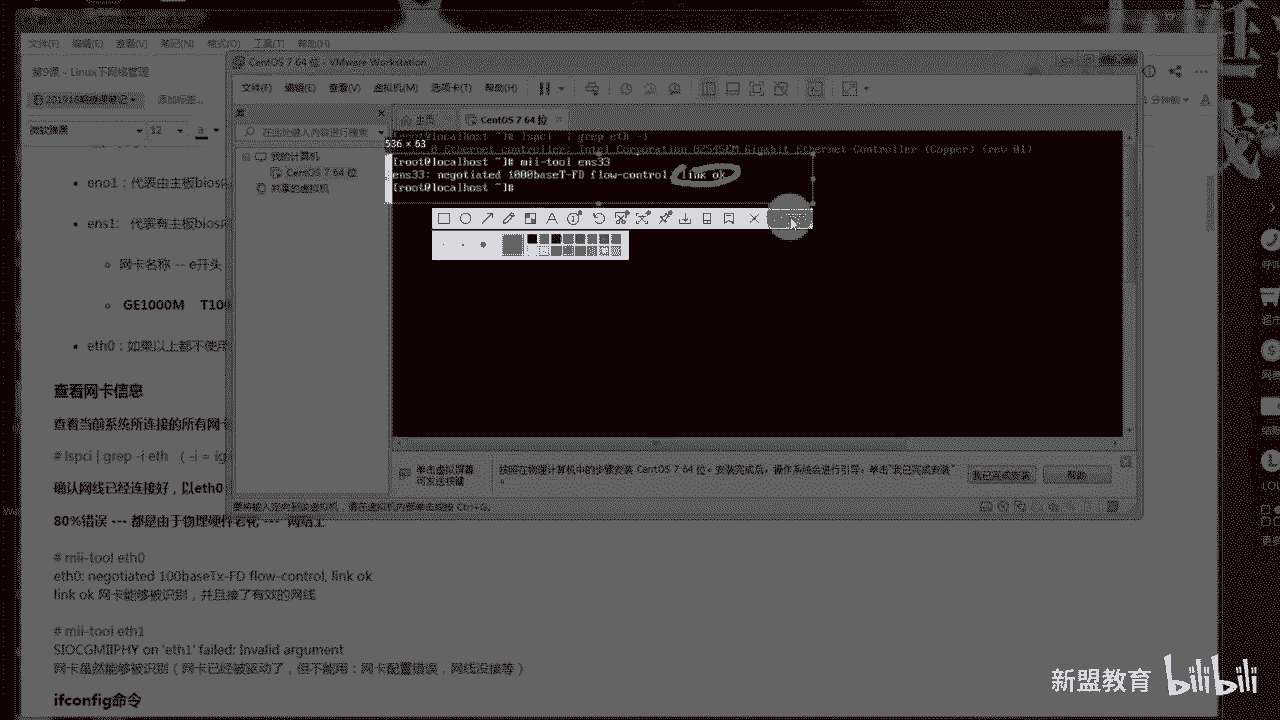 文件(F) 编辑(E) 查看(V) 笔记(N) 格式(O) 工具(T) 帮助(H)
第9课 - Linux下网络管理
添加标签...
微软雅黑 12
CentOS 7 64 位 - VMware Workstation
文件(F) 编辑(E) 查看(V) 虚拟机(M) 选项卡(T) 帮助(H)
库
在此处键入内容进行搜索
我的计算机
CentOS 7 64 位
共享的虚拟机
主页
CentOS 7 64 位
[root@localhost ~]# lspci | grep eth -i
Ethernet controller: Intel Corporation 82545EM Gigabit Ethernet Controller (Copper) (rev 01)
536 × 63
[root@localhost ~]# mii-tool ens33
ens33: negotiated 1000baseT-FD flow-control, link ok
[root@localhost ~]#
单击虚拟屏幕
可发送按键
按照在物理计算机中的步骤安装 CentOS 7 64 位。安装完成后，操作系统会进行引导，单击“我已完成安装”
我已完成安装
帮助
要将输入定向到该虚拟机，请在虚拟机内部单击或按 Ctrl+G。
eno1：代表由主板bios
ens1：代表有主板bios
网卡名称 -- e开头
GE1000M T10
eth0：如果以上都不使用
查看网卡信息
查看当前系统所连接的所有网卡
# lspci | grep -i eth （ -i = ig
确认网线已经连接好，以eth0
80%错误 --- 都是由于物理硬件老化 ---
# mii-tool eth0
eth0: negotiated 100baseTx-FD flow-control, link ok
link ok 网卡能够被识别，并且接了有效的网线
# mii-tool eth1
SIOCGMIIPHY on 'eth1' failed: Invalid argument
网卡虽然能够被识别（网卡已经被驱动了，但不能用：网卡配置错误，网线没接等）
ifconfig命令
新盟教育 bilibili